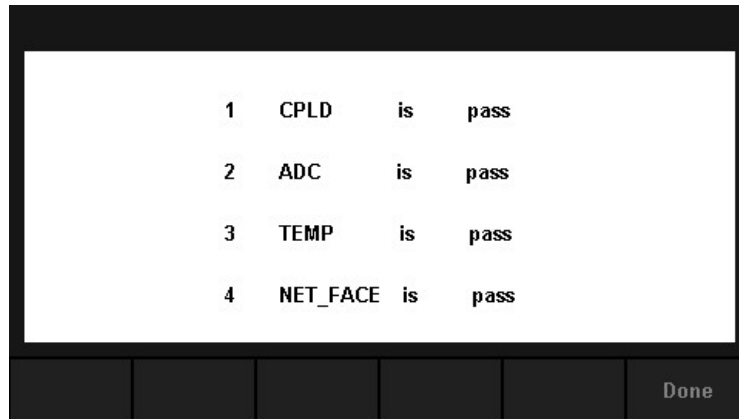 1 CPLD is pass
2 ADC is pass
3 TEMP is pass
4 NET_FACE is pass
Done